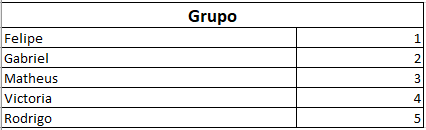 Grupo
Felipe 1
Gabriel 2
Matheus 3
Victoria 4
Rodrigo 5